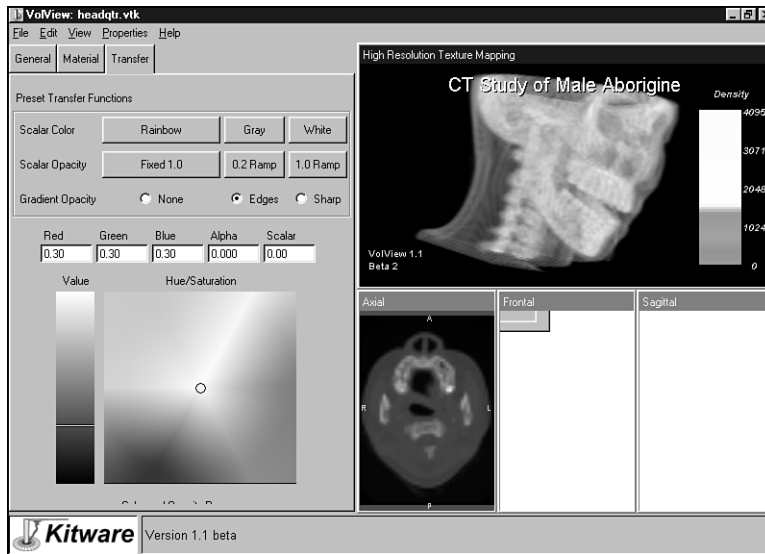 VolView: headqtr.vtk
File Edit View Properties Help
General Material Transfer
Preset Transfer Functions
Scalar Color Rainbow Gray White
Scalar Opacity Fixed 1.0 0.2 Ramp 1.0 Ramp
Gradient Opacity None Edges Sharp
Red Green Blue Alpha Scalar
0.30 0.30 0.30 0.000 0.00
Value Hue/Saturation
High Resolution Texture Mapping
CT Study of Male Aborigine
Density
4095
3071
2048
1024
0
VolView 1.1
Beta 2
Axial Frontal Sagittal
A
R L
P
Kitware Version 1.1 beta